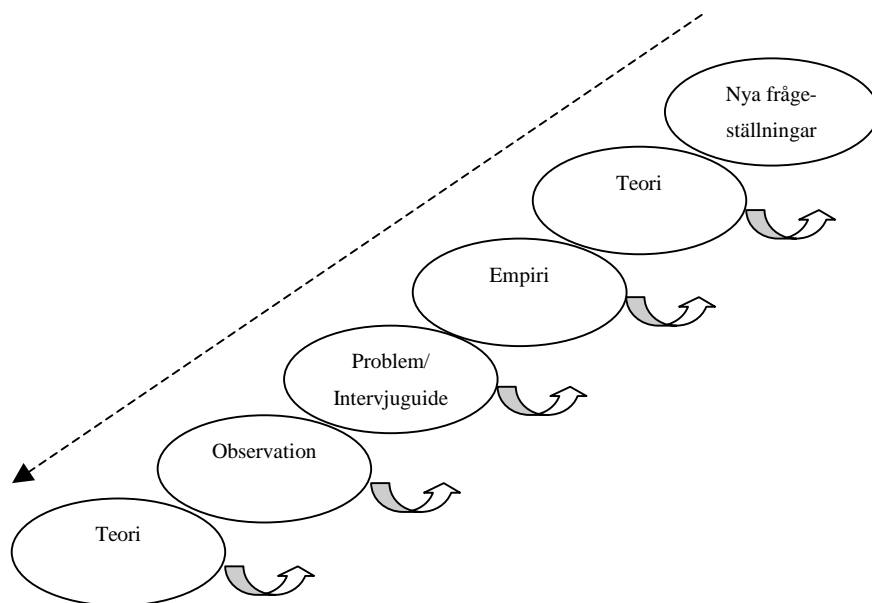 Nya fråge-
ställningar
Teori
Empiri
Problem/
Intervjuguide
Observation
Teori